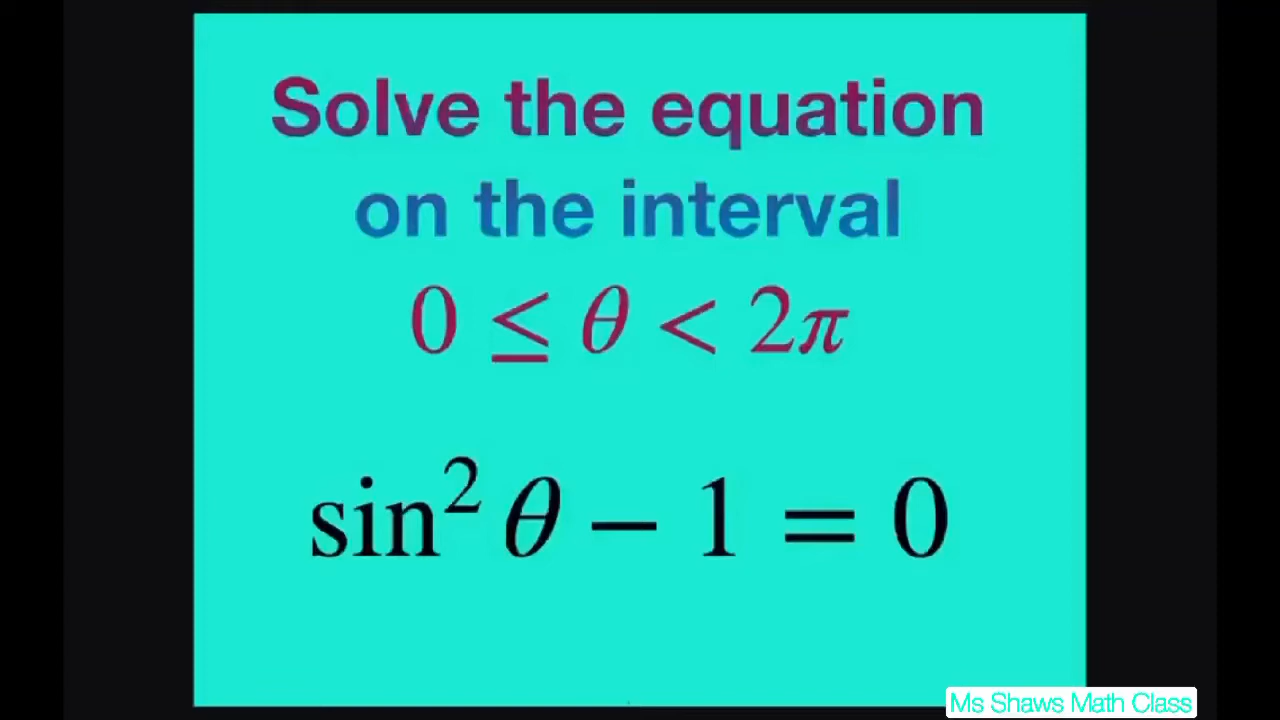 Solve the equation
on the interval
0 ≤ θ < 2π
sin² θ − 1 = 0
Ms Shaws Math Class